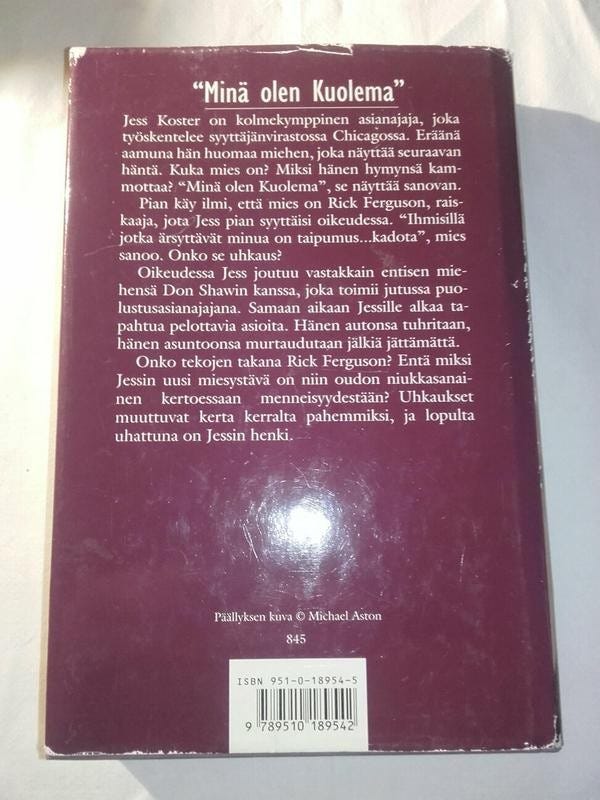 “Minä olen Kuolema”
Jess Koster on kolmekymppinen asianajaja, joka
työskentelee syyttäjänvirastossa Chicagossa. Eräänä
aamuna hän huomaa miehen, joka näyttää seuraavan
häntä. Kuka mies on? Miksi hänen hymynsä kam-
mottaa? “Minä olen Kuolema”, se näyttää sanovan.
Pian käy ilmi, että mies on Rick Ferguson, rais-
kaaja, jota Jess pian syyttäisi oikeudessa. “Ihmisillä
jotka ärsyttävät minua on taipumus...kadota”, mies
sanoo. Onko se uhkaus?
Oikeudessa Jess joutuu vastakkain entisen mie-
hensä Don Shawin kanssa, joka toimii jutussa puo-
lustusasianajajana. Samaan aikaan Jessille alkaa ta-
pahtua pelottavia asioita. Hänen autonsa tuhritaan,
hänen asuntoonsa murtaudutaan jälkiä jättämättä.
Onko tekojen takana Rick Ferguson? Entä miksi
Jessin uusi miesystävä on niin oudon niukkasanai-
nen kertoessaan menneisyydestään? Uhkaukset
muuttuvat kerta kerralta pahemmiksi, ja lopulta
uhattuna on Jessin henki.
Päällyksen kuva © Michael Aston
845
ISBN 951-0-18954-5
9 789510 189542